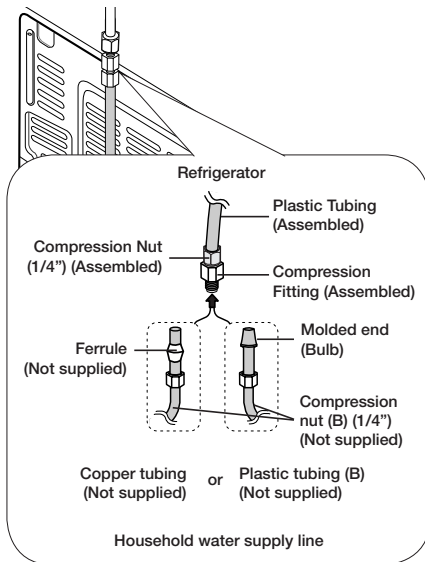 Refrigerator
Plastic Tubing
(Assembled)
Compression Nut
(1/4”) (Assembled)
Compression
Fitting (Assembled)
Ferrule
(Not supplied)
Molded end
(Bulb)
Compression
nut (B) (1/4”)
(Not supplied)
Copper tubing
(Not supplied)
or
Plastic tubing (B)
(Not supplied)
Household water supply line